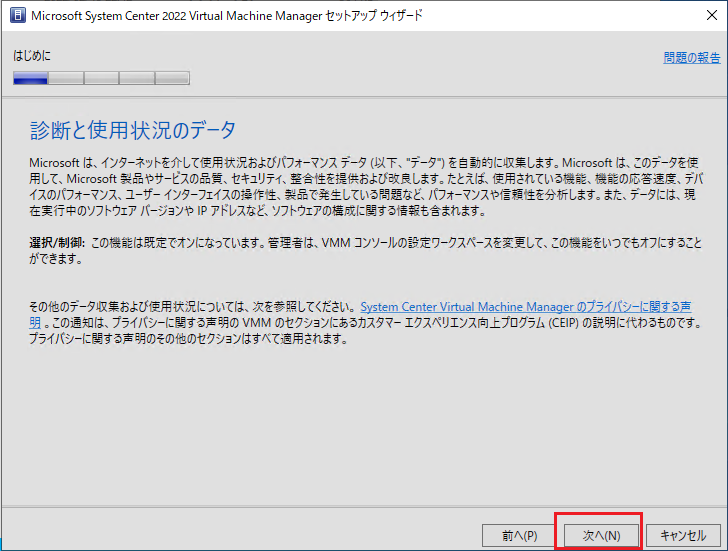 Microsoft System Center 2022 Virtual Machine Manager セットアップ ウィザード
はじめに
問題の報告
診断と使用状況のデータ
Microsoft は、インターネットを介して使用状況およびパフォーマンス データ (以下、"データ") を自動的に収集します。Microsoft は、このデータを使
用して、Microsoft 製品やサービスの品質、セキュリティ、整合性を提供および改良します。たとえば、使用されている機能、機能の応答速度、デバ
イスのパフォーマンス、ユーザー インターフェイスの操作性、製品で発生している問題など、パフォーマンスや信頼性を分析します。また、データには、現
在実行中のソフトウェア バージョンや IP アドレスなど、ソフトウェアの構成に関する情報も含まれます。
選択/制御: この機能は既定でオンになっています。管理者は、VMM コンソールの設定ワークスペースを変更して、この機能をいつでもオフにすること
ができます。
その他のデータ収集および使用状況については、次を参照してください。 System Center Virtual Machine Manager のプライバシーに関する声
明 。この通知は、プライバシーに関する声明の VMM のセクションにあるカスタマー エクスペリエンス向上プログラム (CEIP) の説明に代わるものです。
プライバシーに関する声明のその他のセクションはすべて適用されます。
前へ(P)
次へ(N)
キャンセル